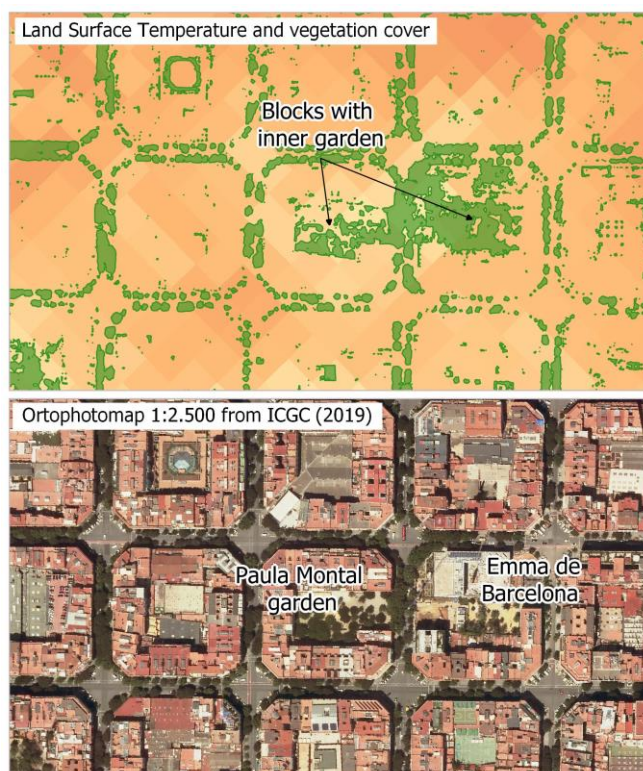 Land Surface Temperature and vegetation cover
Blocks with
inner garden
Ortophotomap 1:2.500 from ICGC (2019)
Paula Montal
garden
Emma de
Barcelona